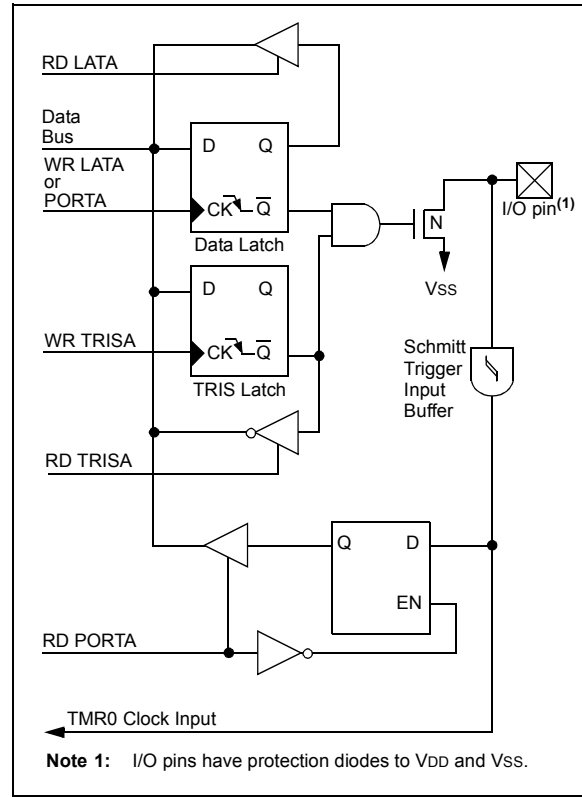 RD LATA
Data
Bus
WR LATA
or
PORTA
D Q
CK Q
Data Latch
I/O pin(1)
N
VSS
D Q
WR TRISA
CK Q
TRIS Latch
Schmitt
Trigger
Input
Buffer
RD TRISA
Q D
EN
RD PORTA
TMR0 Clock Input
Note 1: I/O pins have protection diodes to VDD and VSS.